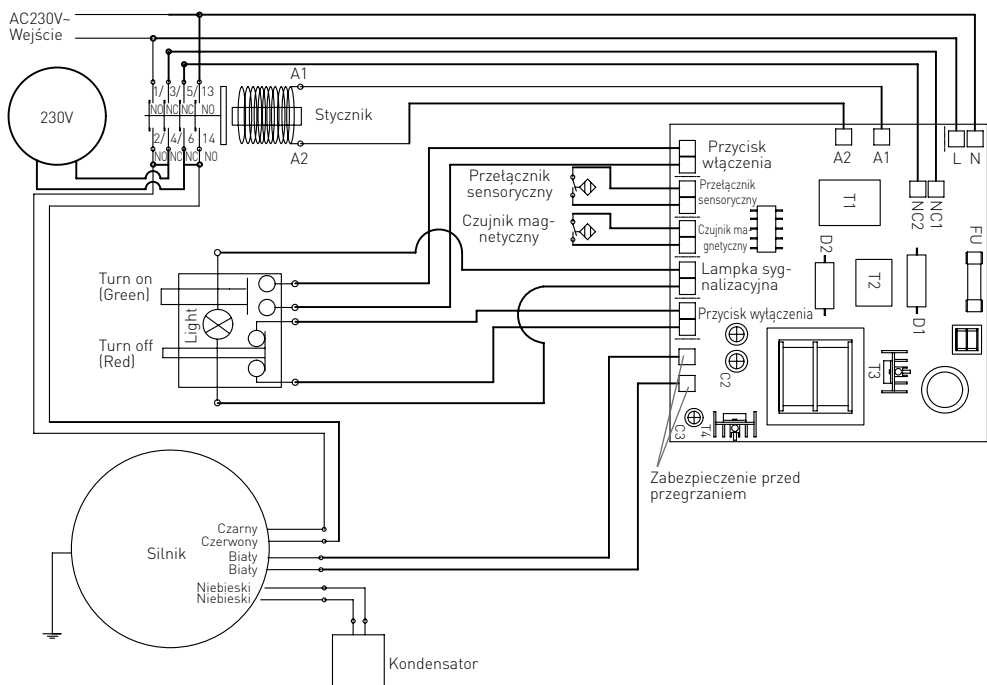 AC230V~
Wejście
230V
1/ 3/ 5/ 13
NO NC NC NO
2/ 4/ 6 14
NO NC NC NO
A1
Stycznik
A2
Przycisk
włączenia
Przełącznik
sensoryczny
Czujnik mag-
netyczny
Przełącznik
sensoryczny
Czujnik ma-
gnetyczny
Lampka syg-
nalizacyjna
Przycisk wyłączenia
A2 A1
L N
NC2 NC1
T1
D2
T2
D1
FU
T3
C2
C3
T4
Turn on
(Green)
Light
Turn off
(Red)
Zabezpieczenie przed
przegrzaniem
Silnik
Czarny
Czerwony
Biały
Biały
Niebieski
Niebieski
Kondensator